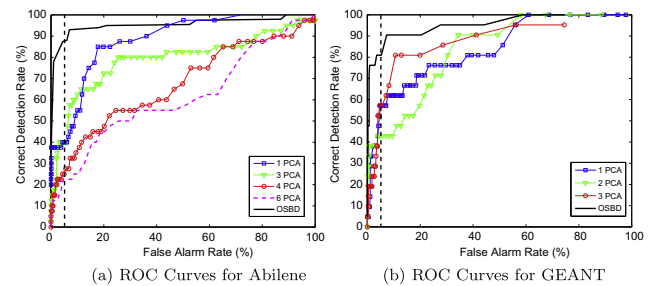 100
90
80
70
60
50
40
30
20
10
0
Correct Detection Rate (%)
0 20 40 60 80 100
False Alarm Rate (%)
1 PCA
3 PCA
4 PCA
6 PCA
OSBD
(a) ROC Curves for Abilene
100
90
80
70
60
50
40
30
20
10
0
Correct Detection Rate (%)
0 20 40 60 80 100
False Alarm Rate (%)
1 PCA
2 PCA
3 PCA
OSBD
(b) ROC Curves for GEANT